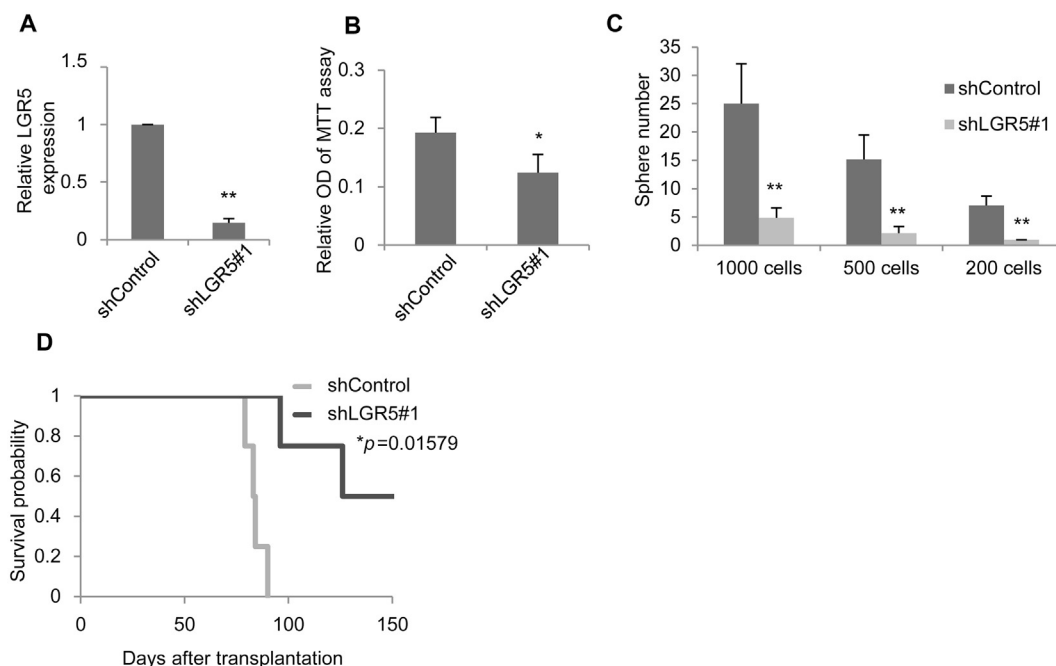 A
Relative LGR5
expression
1.5
1
0.5
0
**
shControl
shLGR5#1
B
Relative OD of MTT assay
0.3
0.2
0.1
0
*
shControl
shLGR5#1
C
Sphere number
35
30
25
20
15
10
5
0
shControl
shLGR5#1
**
**
**
1000 cells
500 cells
200 cells
D
Survival probability
1
0.8
0.6
0.4
0.2
0
shControl
shLGR5#1
*p=0.01579
0
50
100
150
Days after transplantation